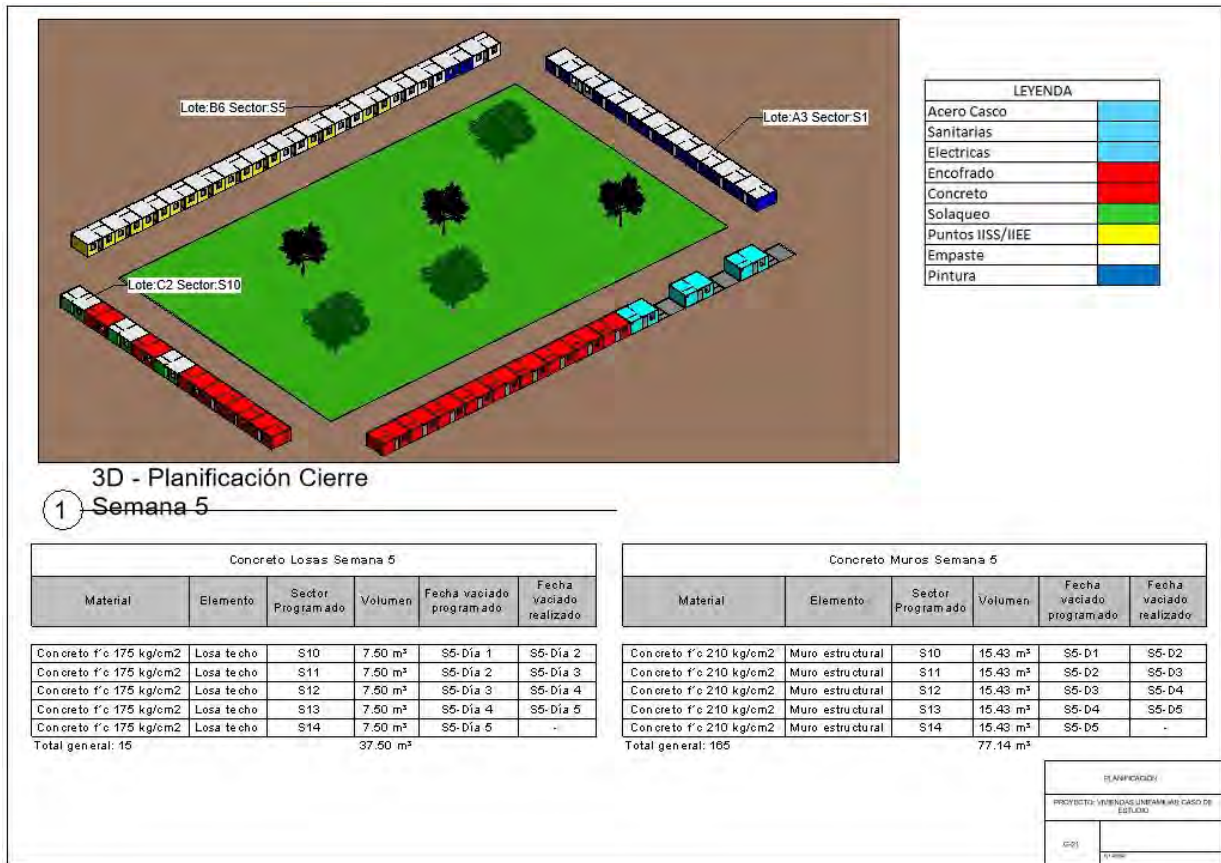 Lote:B6 Sector:S5
Lote:A3 Sector:S1
Lote:C2 Sector:S10
LEYENDA
Acero Casco
Sanitarias
Electricas
Encofrado
Concreto
Solaqueo
Puntos IISS/IIEE
Empaste
Pintura
1
3D - Planificación Cierre
Semana 5
Concreto Losas Semana 5
Material Elemento Sector Programado Volumen Fecha vaciado programado Fecha vaciado realizado
Concreto f´c 175 kg/cm2 Losa techo S10 7.50 m³ S5-Día 1 S5-Día 2
Concreto f´c 175 kg/cm2 Losa techo S11 7.50 m³ S5-Día 2 S5-Día 3
Concreto f´c 175 kg/cm2 Losa techo S12 7.50 m³ S5-Día 3 S5-Día 4
Concreto f´c 175 kg/cm2 Losa techo S13 7.50 m³ S5-Día 4 S5-Día 5
Concreto f´c 175 kg/cm2 Losa techo S14 7.50 m³ S5-Día 5 -
Total general: 15 37.50 m³
Concreto Muros Semana 5
Material Elemento Sector Programado Volumen Fecha vaciado programado Fecha vaciado realizado
Concreto f´c 210 kg/cm2 Muro estructural S10 15.43 m³ S5-D1 S5-D2
Concreto f´c 210 kg/cm2 Muro estructural S11 15.43 m³ S5-D2 S5-D3
Concreto f´c 210 kg/cm2 Muro estructural S12 15.43 m³ S5-D3 S5-D4
Concreto f´c 210 kg/cm2 Muro estructural S13 15.43 m³ S5-D4 S5-D5
Concreto f´c 210 kg/cm2 Muro estructural S14 15.43 m³ S5-D5 -
Total general: 165 77.14 m³
PLANIFICACIÓN
PROYECTO: VIVIENDAS UNIFAMILIAR CASO DE
ESTUDIO